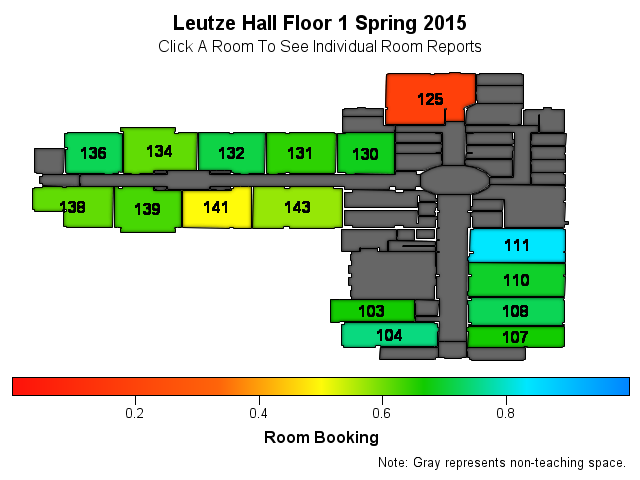 Leutze Hall Floor 1 Spring 2015
Click A Room To See Individual Room Reports
125
136 134 132 131 130
138 139 141 143
111
110
103 108
104 107
0.2 0.4 0.6 0.8
Room Booking
Note: Gray represents non-teaching space.